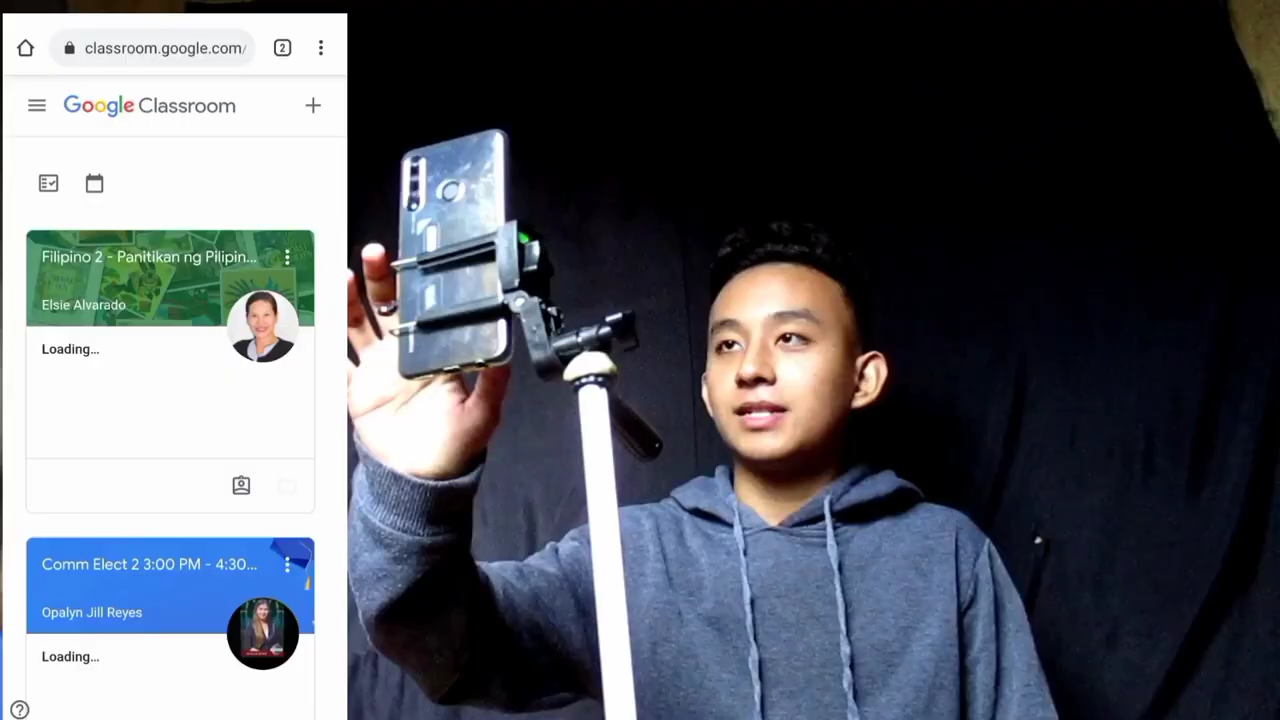 classroom.google.com/
2
Google Classroom
Filipino 2 - Panitikan ng Pilipin...
Elsie Alvarado
Loading...
Comm Elect 2 3:00 PM - 4:30...
Opalyn Jill Reyes
Loading...